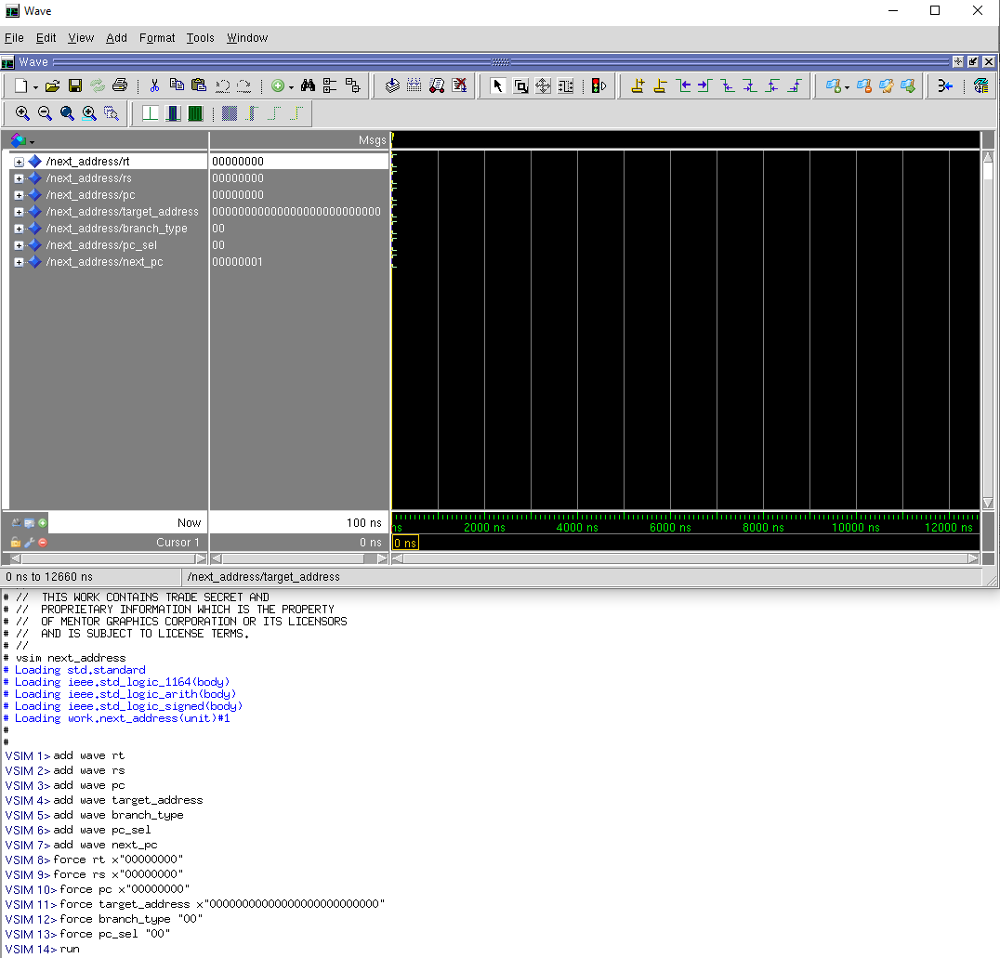 Wave
File Edit View Add Format Tools Window
Wave
Msgs
/next_address/rt 00000000
/next_address/rs 00000000
/next_address/pc 00000000
/next_address/target_address 00000000000000000000000000
/next_address/branch_type 00
/next_address/pc_sel 00
/next_address/next_pc 00000001
Now 100 ns ns 2000 ns 4000 ns 6000 ns 8000 ns 10000 ns 12000 ns
Cursor 1 0 ns 0 ns
0 ns to 12660 ns /next_address/target_address
# // THIS WORK CONTAINS TRADE SECRET AND
# // PROPRIETARY INFORMATION WHICH IS THE PROPERTY
# // OF MENTOR GRAPHICS CORPORATION OR ITS LICENSORS
# // AND IS SUBJECT TO LICENSE TERMS.
# //
# vsim next_address
# Loading std.standard
# Loading ieee.std_logic_1164(body)
# Loading ieee.std_logic_arith(body)
# Loading ieee.std_logic_signed(body)
# Loading work.next_address(unit)#1
#
#
VSIM 1> add wave rt
VSIM 2> add wave rs
VSIM 3> add wave pc
VSIM 4> add wave target_address
VSIM 5> add wave branch_type
VSIM 6> add wave pc_sel
VSIM 7> add wave next_pc
VSIM 8> force rt x"00000000"
VSIM 9> force rs x"00000000"
VSIM 10> force pc x"00000000"
VSIM 11> force target_address x"00000000000000000000000000"
VSIM 12> force branch_type "00"
VSIM 13> force pc_sel "00"
VSIM 14> run